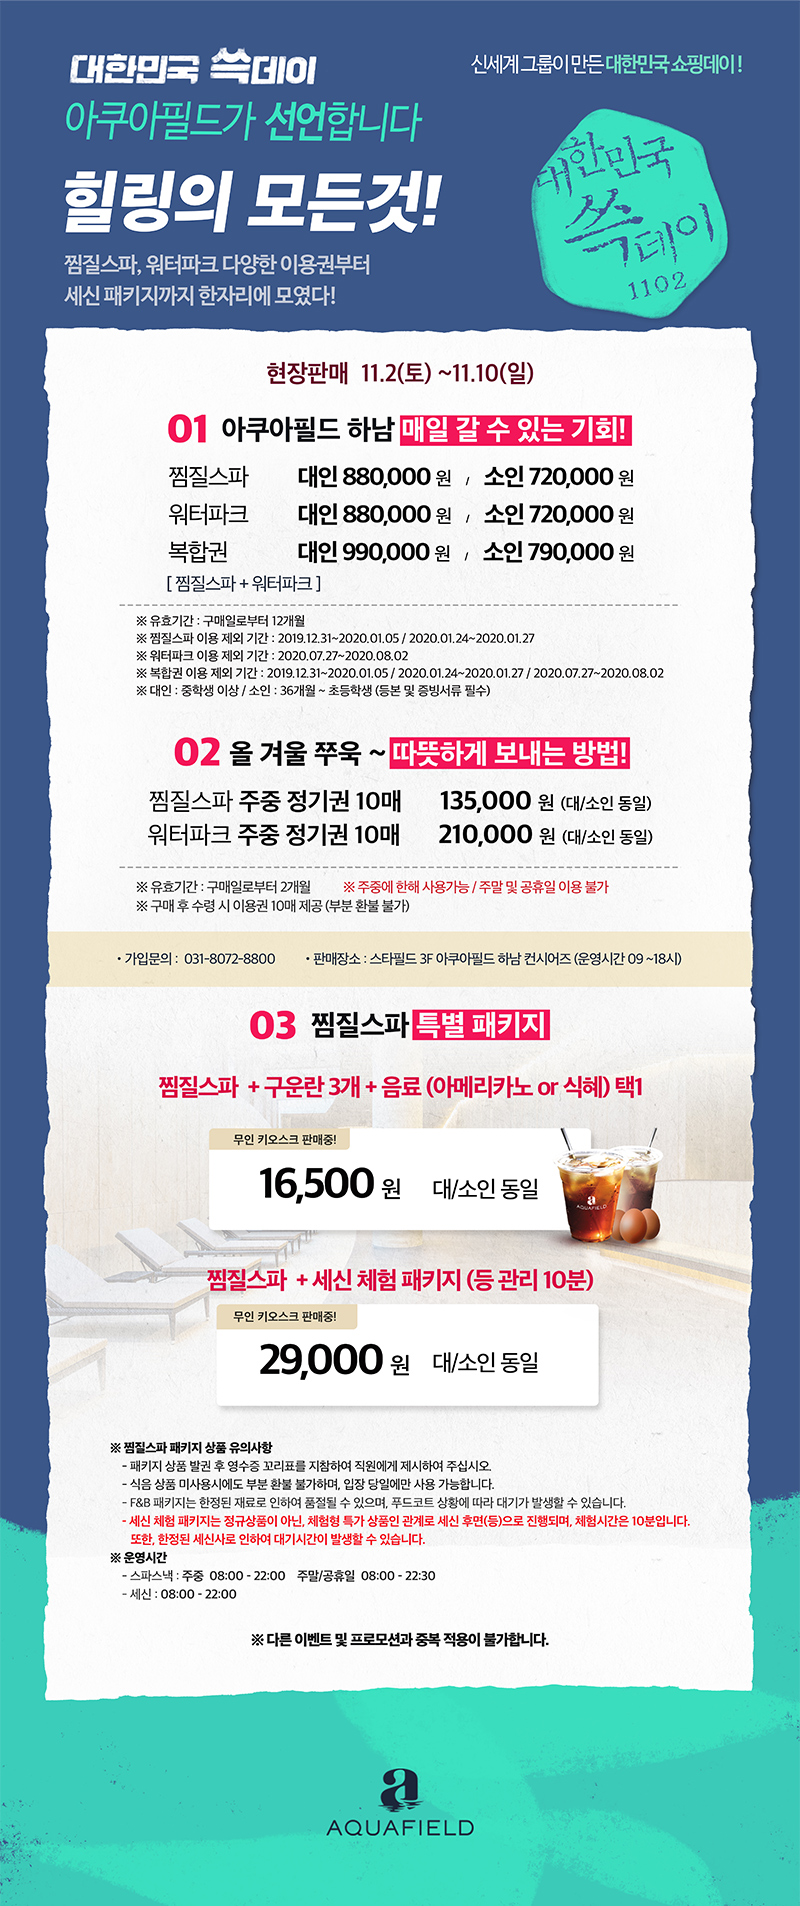 대한민국 쓱데이
신세계 그룹이 만든 대한민국 쇼핑데이!
아쿠아필드가 선언합니다
힐링의 모든것!
찜질스파, 워터파크 다양한 이용권부터
세신 패키지까지 한자리에 모였다!
대한민국
쓱데이
1102
현장판매 11.2(토) ~11.10(일)
01 아쿠아필드 하남 매일 갈 수 있는 기회!
찜질스파 대인 880,000 원 / 소인 720,000 원
워터파크 대인 880,000 원 / 소인 720,000 원
복합권 대인 990,000 원 / 소인 790,000 원
[ 찜질스파 + 워터파크 ]
※ 유효기간 : 구매일로부터 12개월
※ 찜질스파 이용 제외 기간 : 2019.12.31~2020.01.05 / 2020.01.24~2020.01.27
※ 워터파크 이용 제외 기간 : 2020.07.27~2020.08.02
※ 복합권 이용 제외 기간 : 2019.12.31~2020.01.05 / 2020.01.24~2020.01.27 / 2020.07.27~2020.08.02
※ 대인 : 중학생 이상 / 소인 : 36개월 ~ 초등학생 (등본 및 증빙서류 필수)
02 올 겨울 쭈욱 ~ 따뜻하게 보내는 방법!
찜질스파 주중 정기권 10매 135,000 원 (대/소인 동일)
워터파크 주중 정기권 10매 210,000 원 (대/소인 동일)
※ 유효기간 : 구매일로부터 2개월 ※ 주중에 한해 사용가능 / 주말 및 공휴일 이용 불가
※ 구매 후 수령 시 이용권 10매 제공 (부분 환불 불가)
• 가입문의 : 031-8072-8800 • 판매장소 : 스타필드 3F 아쿠아필드 하남 컨시어즈 (운영시간 09 ~18시)
03 찜질스파 특별 패키지
찜질스파 + 구운란 3개 + 음료 (아메리카노 or 식혜) 택1
무인 키오스크 판매중!
16,500 원 대/소인 동일
a
AQUAFIELD
찜질스파 + 세신 체험 패키지 (등 관리 10분)
무인 키오스크 판매중!
29,000 원 대/소인 동일
※ 찜질스파 패키지 상품 유의사항
- 패키지 상품 발권 후 영수증 꼬리표를 지참하여 직원에게 제시하여 주십시오.
- 식음 상품 미사용시에도 부분 환불 불가하며, 입장 당일에만 사용 가능합니다.
- F&B 패키지는 한정된 재료로 인하여 품절될 수 있으며, 푸드코트 상황에 따라 대기가 발생할 수 있습니다.
- 세신 체험 패키지는 정규상품이 아닌, 체험형 특가 상품인 관계로 세신 후면(등)으로 진행되며, 체험시간은 10분입니다.
또한, 한정된 세신사로 인하여 대기시간이 발생할 수 있습니다.
※ 운영시간
- 스파스낵 : 주중 08:00 - 22:00 주말/공휴일 08:00 - 22:30
- 세신 : 08:00 - 22:00
※ 다른 이벤트 및 프로모션과 중복 적용이 불가합니다.
a
AQUAFIELD